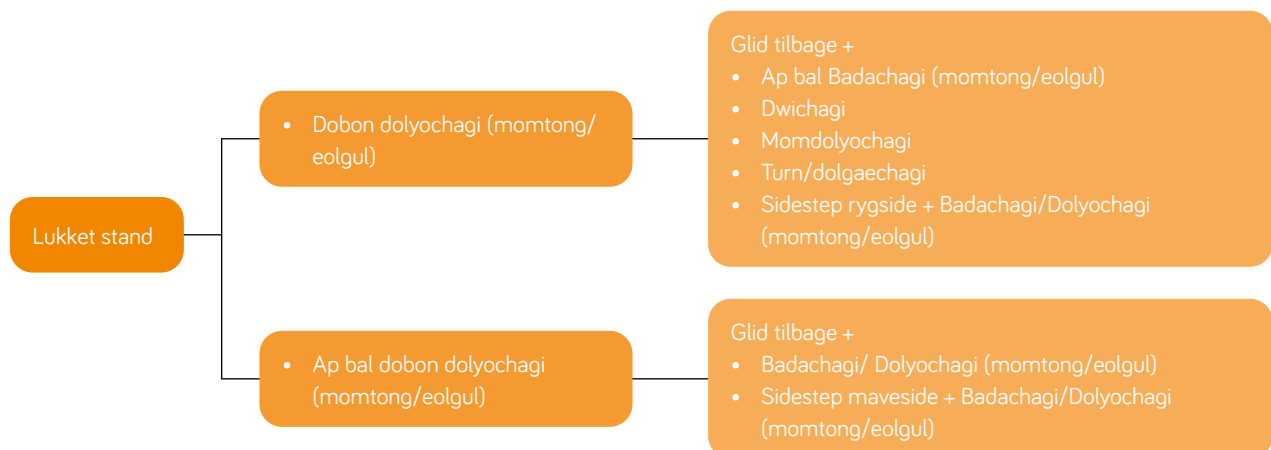 Lukket stand
• Dobon dolyochagi (momtong/
eolgul)
Glid tilbage +
• Ap bal Badachagi (momtong/eolgul)
• Dwichagi
• Momdolyochagi
• Turn/dolgaechagi
• Sidestep rygside + Badachagi/Dolyochagi
(momtong/eolgul)
• Ap bal dobon dolyochagi
(momtong/eolgul)
Glid tilbage +
• Badachagi/ Dolyochagi (momtong/eolgul)
• Sidestep maveside + Badachagi/Dolyochagi
(momtong/eolgul)